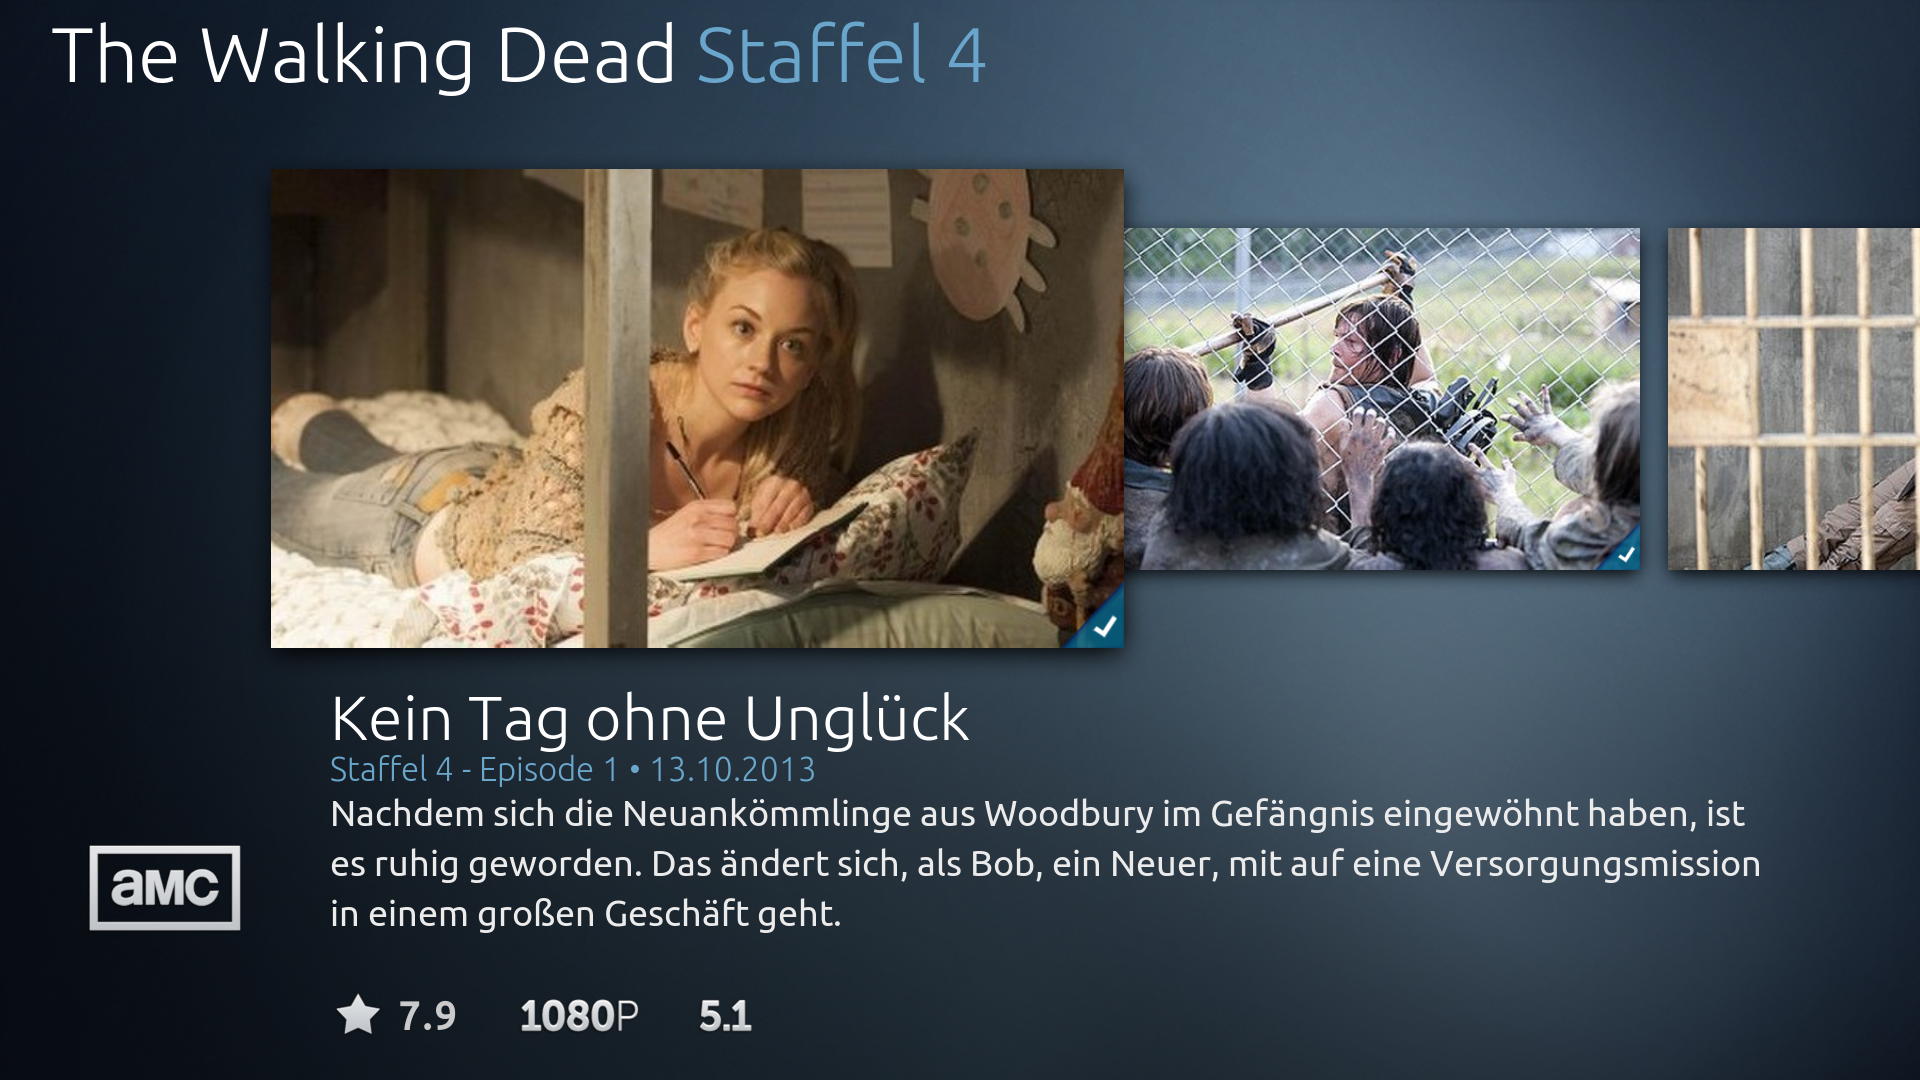 The Walking Dead Staffel 4
Kein Tag ohne Unglück
Staffel 4 - Episode 1 • 13.10.2013
Nachdem sich die Neuankömmlinge aus Woodbury im Gefängnis eingewöhnt haben, ist
es ruhig geworden. Das ändert sich, als Bob, ein Neuer, mit auf eine Versorgungsmission
in einem großen Geschäft geht.
aMC
7.9 1080P 5.1